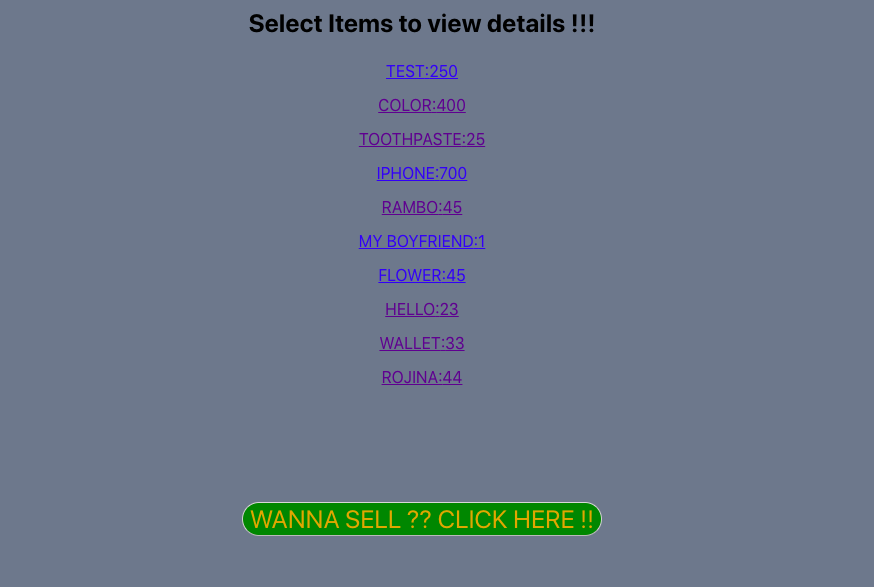 Select Items to view details !!!
TEST:250
COLOR:400
TOOTHPASTE:25
IPHONE:700
RAMBO:45
MY BOYFRIEND:1
FLOWER:45
HELLO:23
WALLET:33
ROJINA:44
WANNA SELL ?? CLICK HERE !!